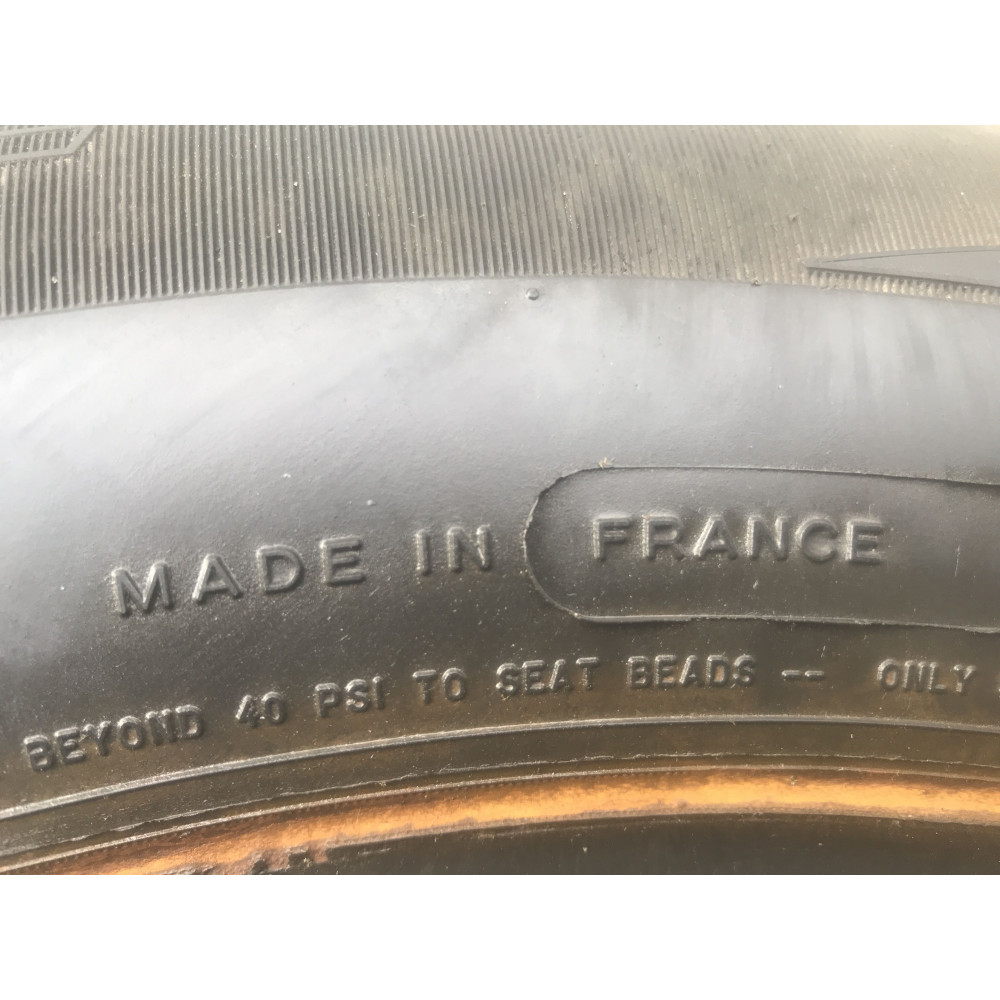 MADE IN FRANCE
BEYOND 40 PSI TO SEAT BEADS -- ONLY